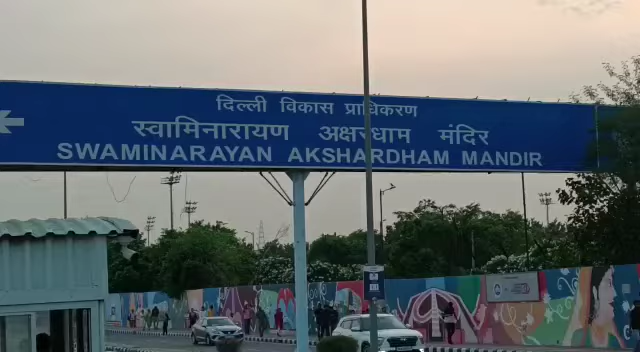 दिल्ली विकास प्राधिकरण
स्वामिनारायण अक्षरधाम मंदिर
SWAMINARAYAN AKSHARDHAM MANDIR